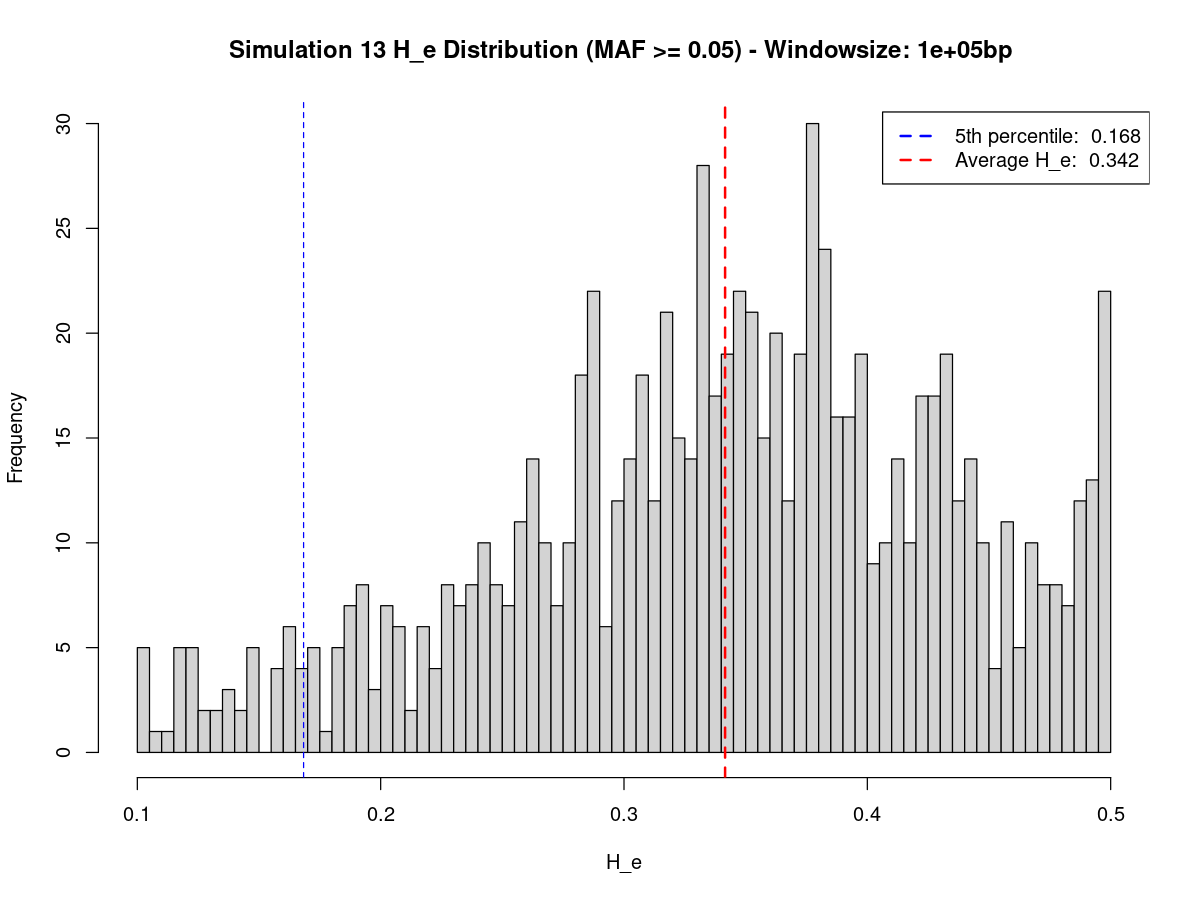 Simulation 13 H_e Distribution (MAF >= 0.05) - Windowsize: 1e+05bp
5th percentile: 0.168
Average H_e: 0.342
30
25
20
15
10
5
0
Frequency
0.1 0.2 0.3 0.4 0.5
H_e